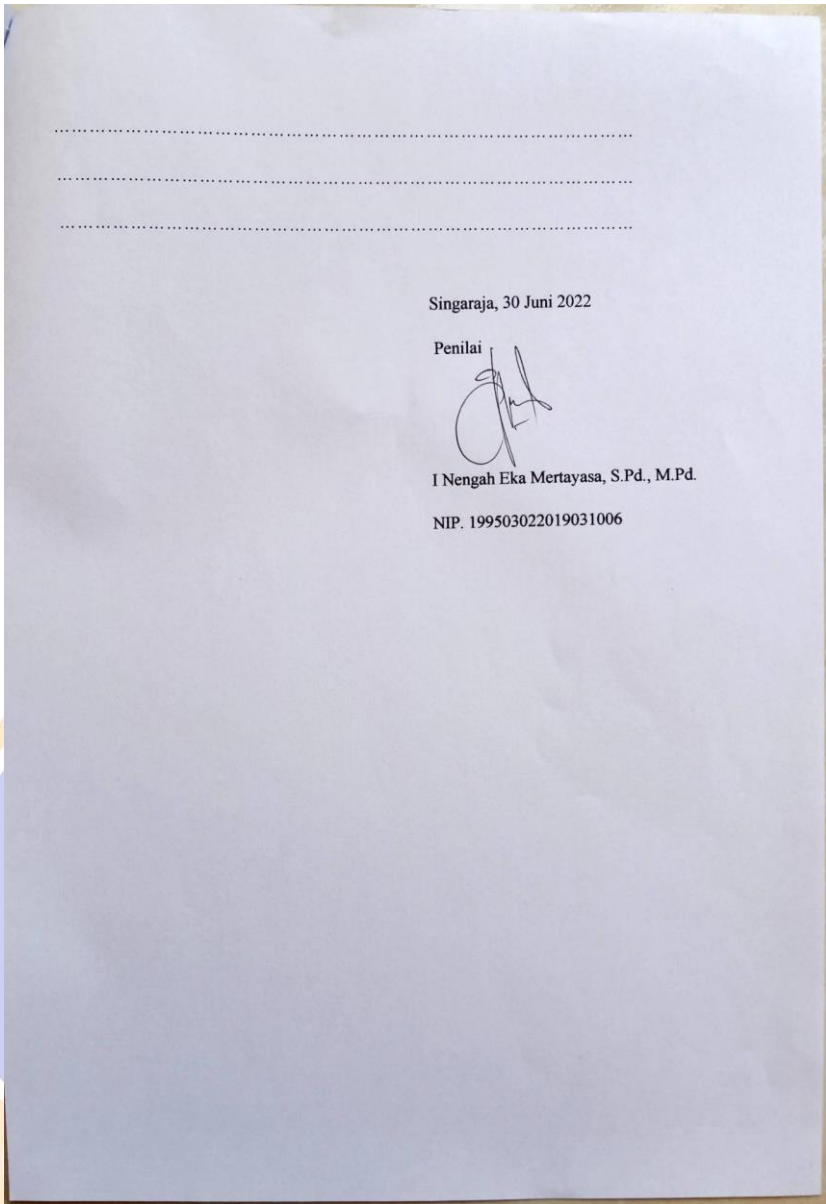 ……………………………………………………………………………………
……………………………………………………………………………………
……………………………………………………………………………………
Singaraja, 30 Juni 2022
Penilai
I Nengah Eka Mertayasa, S.Pd., M.Pd.
NIP. 199503022019031006